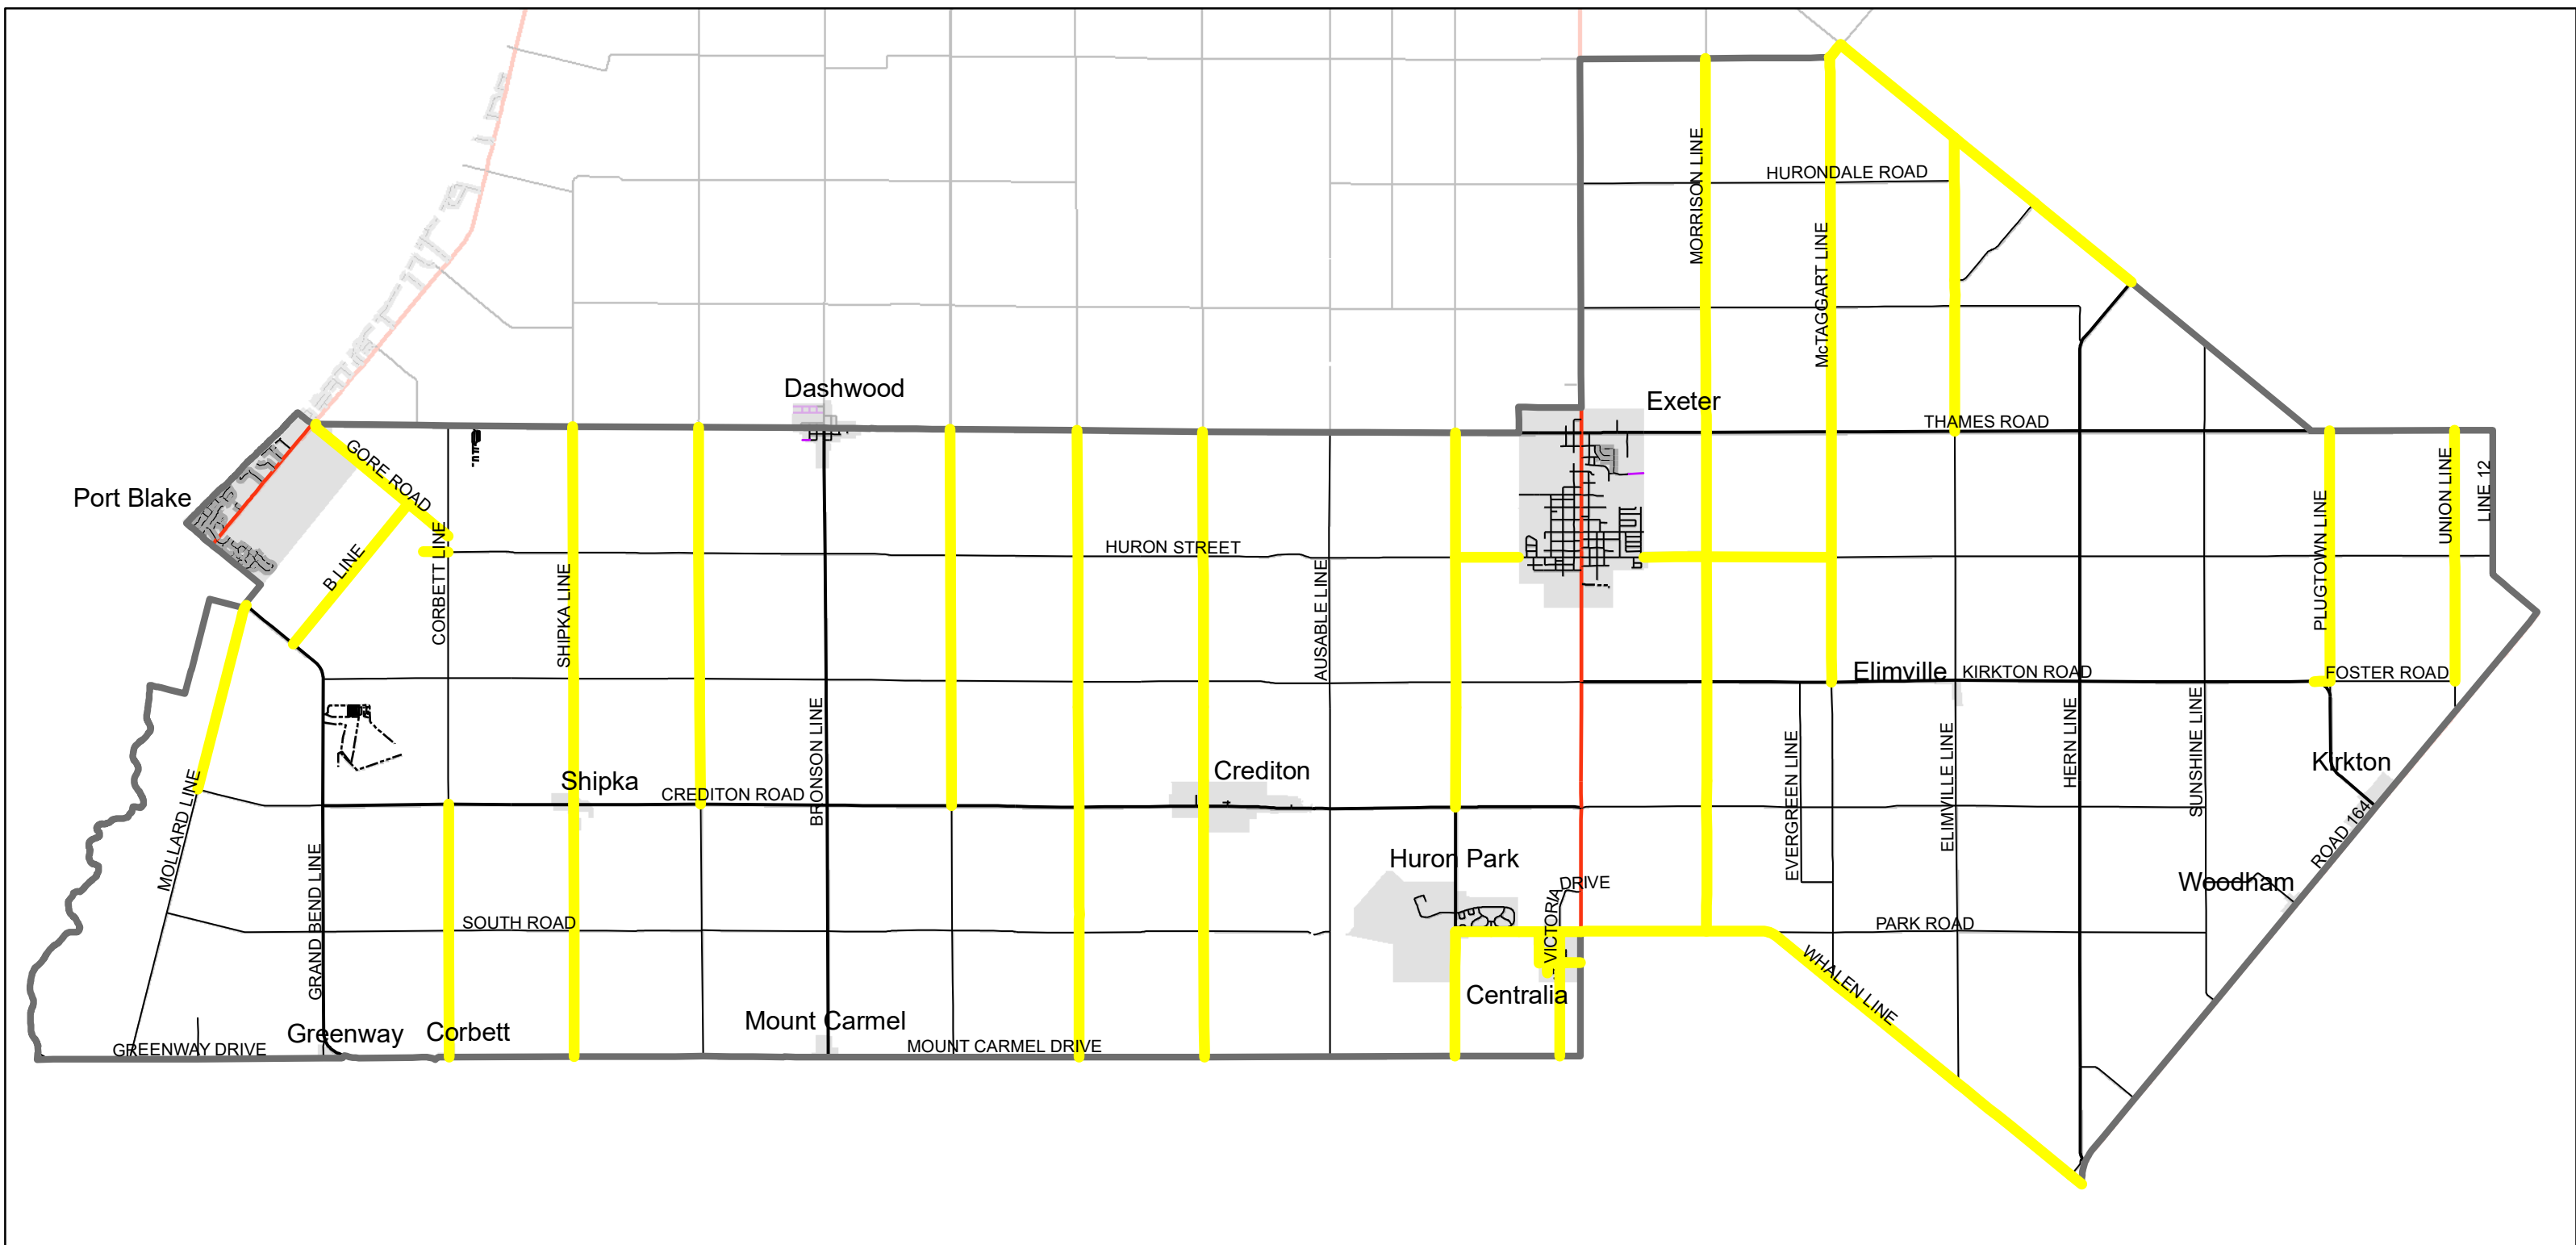 MORRISON LINE
HURONDALE ROAD
McTAGGART LINE
Dashwood
Exeter
THAMES ROAD
GORE ROAD
Port Blake
UNION LINE
LINE 12
PLUGTOWN LINE
CORBETT LINE
B LINE
HURON STREET
SHIPKA LINE
AUSABLE LINE
Elimville
KIRKTON ROAD
FOSTER ROAD
BRONSON LINE
HERN LINE
SUNSHINE LINE
EVERGREEN LINE
ELIMVILLE LINE
Kirkton
Shipka
CREDITON ROAD
Crediton
MOLLARD LINE
ROAD 164
GRAND BEND LINE
Huron Park
VICTORIA
DRIVE
Woodham
SOUTH ROAD
PARK ROAD
WHALEN LINE
Centralia
Greenway
Corbett
Mount Carmel
GREENWAY DRIVE
MOUNT CARMEL DRIVE